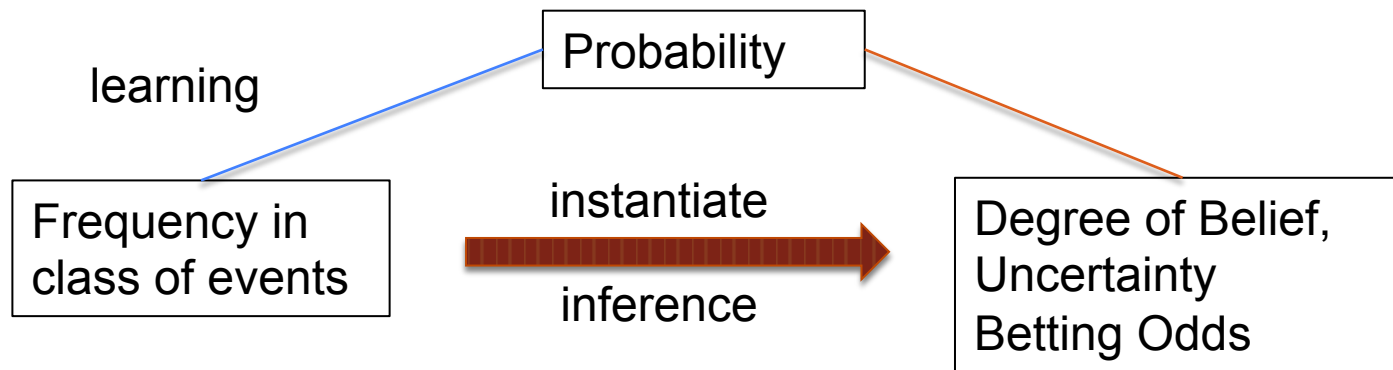 Probability
learning
Frequency in
class of events
instantiate
inference
Degree of Belief,
Uncertainty
Betting Odds